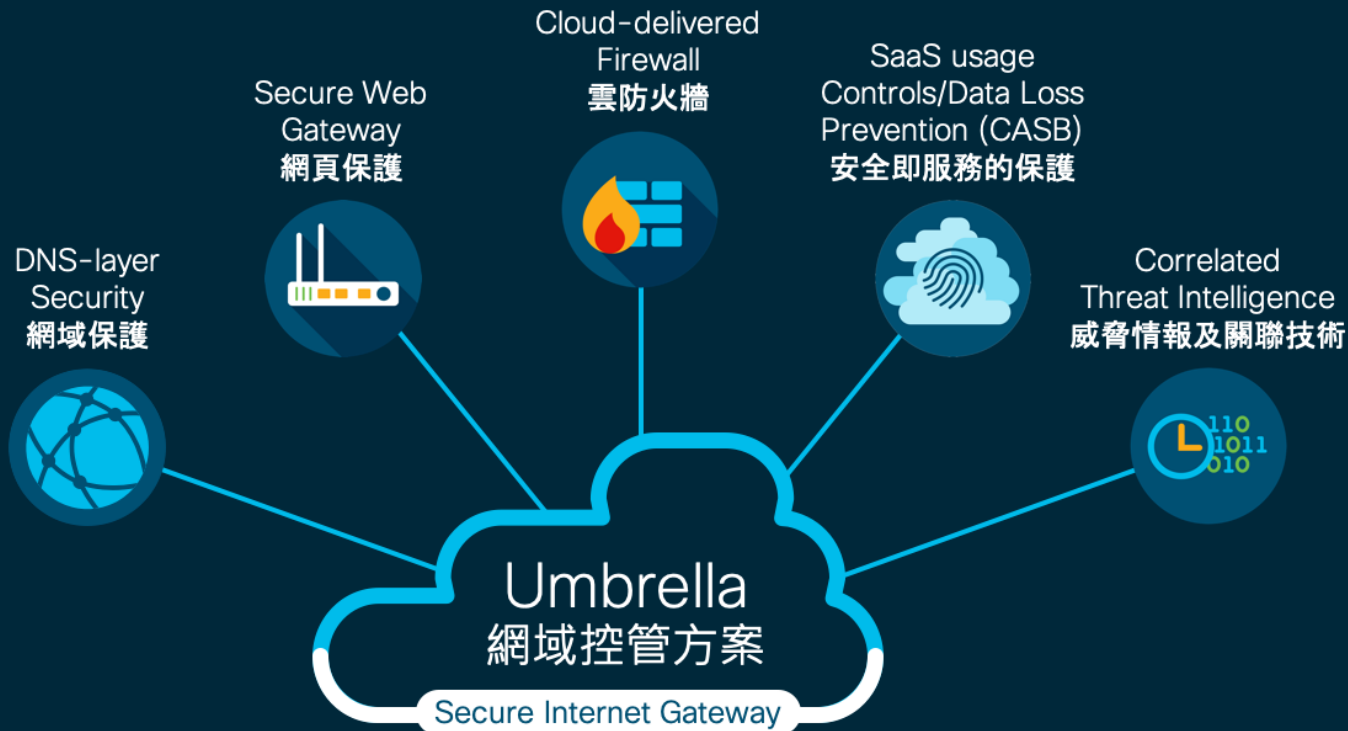 Cloud-delivered
Firewall
雲防火牆
SaaS usage
Controls/Data Loss
Prevention (CASB)
安全即服務的保護
Secure Web
Gateway
網頁保護
DNS-layer
Security
網域保護
Correlated
Threat Intelligence
威脅情報及關聯技術
110
1011
010
Umbrella
網域控管方案
Secure Internet Gateway